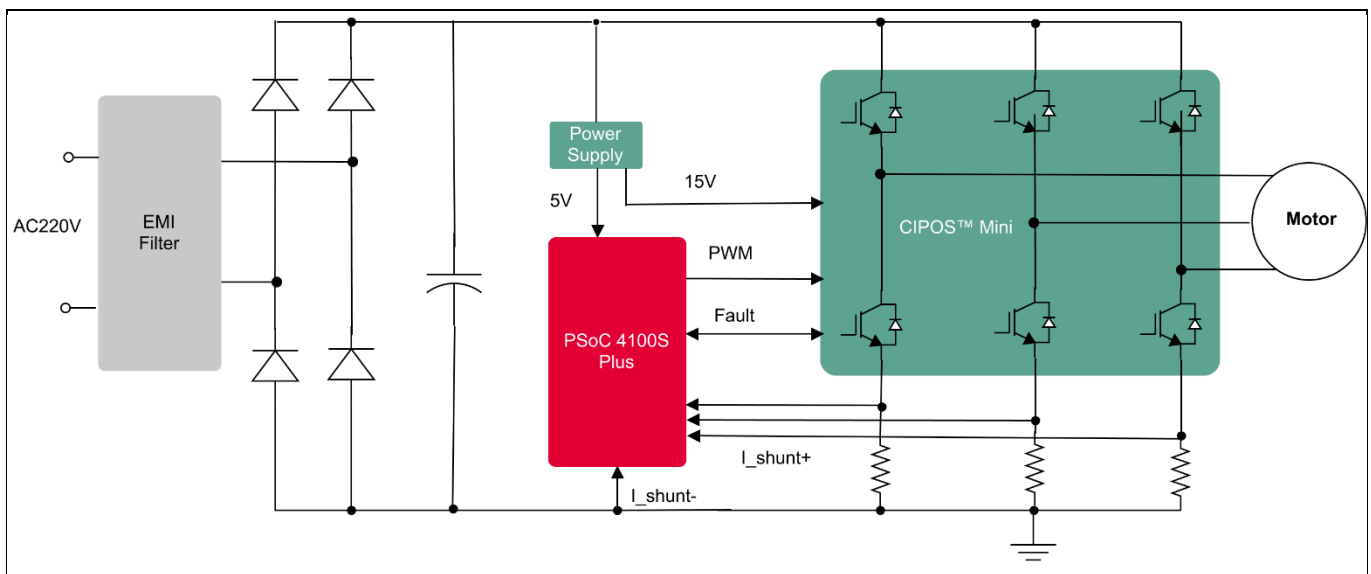 Power
Supply
15V
5V
EMI
Filter
AC220V
CIPOS™ Mini
Motor
PWM
Fault
PSoC 4100S
Plus
I_shunt+
I_shunt-